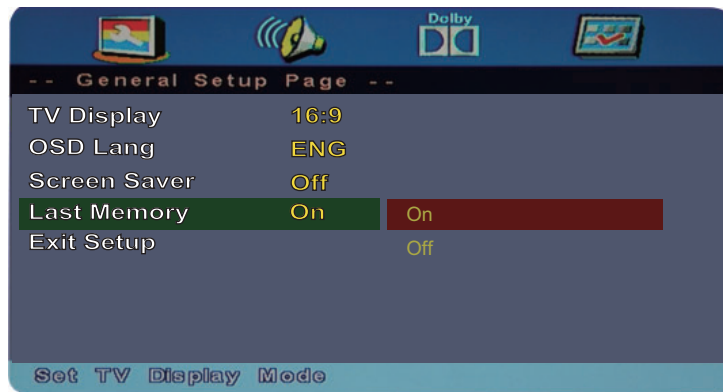 Dolby
-- General Setup Page --
TV Display 16:9
OSD Lang ENG
Screen Saver Off
Last Memory On On
Exit Setup Off
Set TV Display Mode